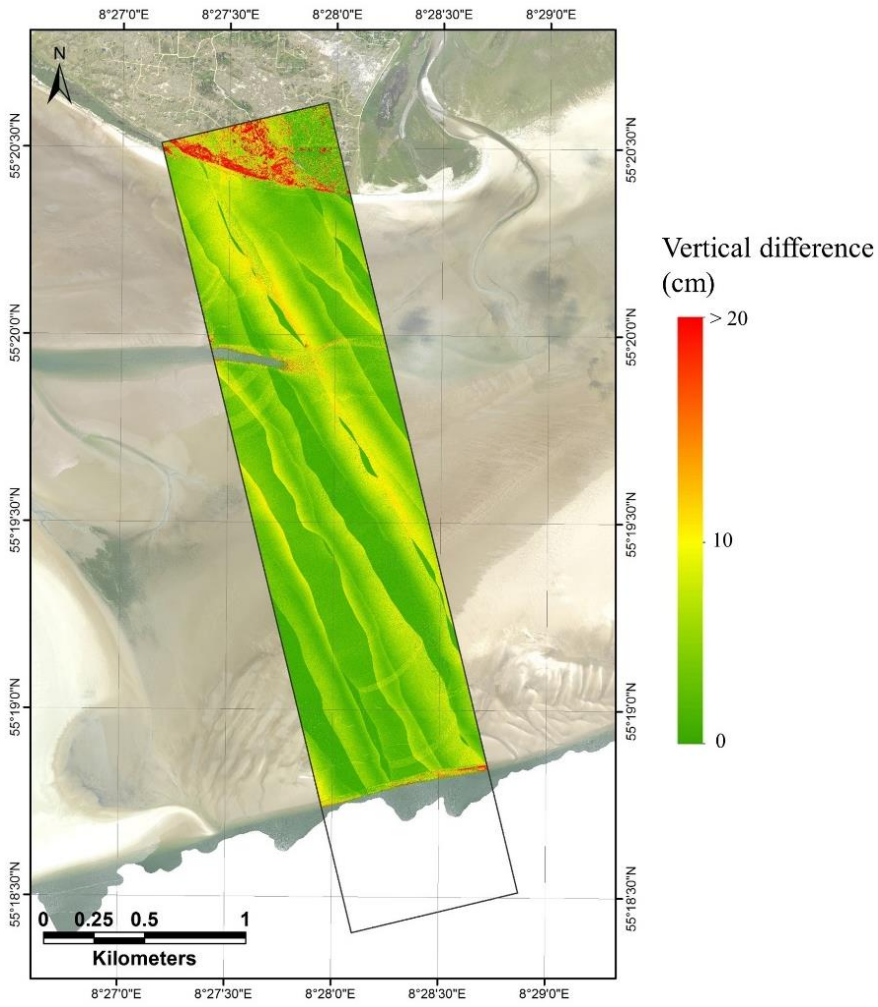 8°27'0"E 8°27'30"E 8°28'0"E 8°28'30"E 8°29'0"E
N
55°20'30"N 55°20'30"N
55°20'0"N 55°20'0"N
55°19'30"N 55°19'30"N
55°19'0"N 55°19'0"N
55°18'30"N 55°18'30"N
Vertical difference
(cm)
> 20
10
0
0 0.25 0.5 1
Kilometers
8°27'0"E 8°27'30"E 8°28'0"E 8°28'30"E 8°29'0"E